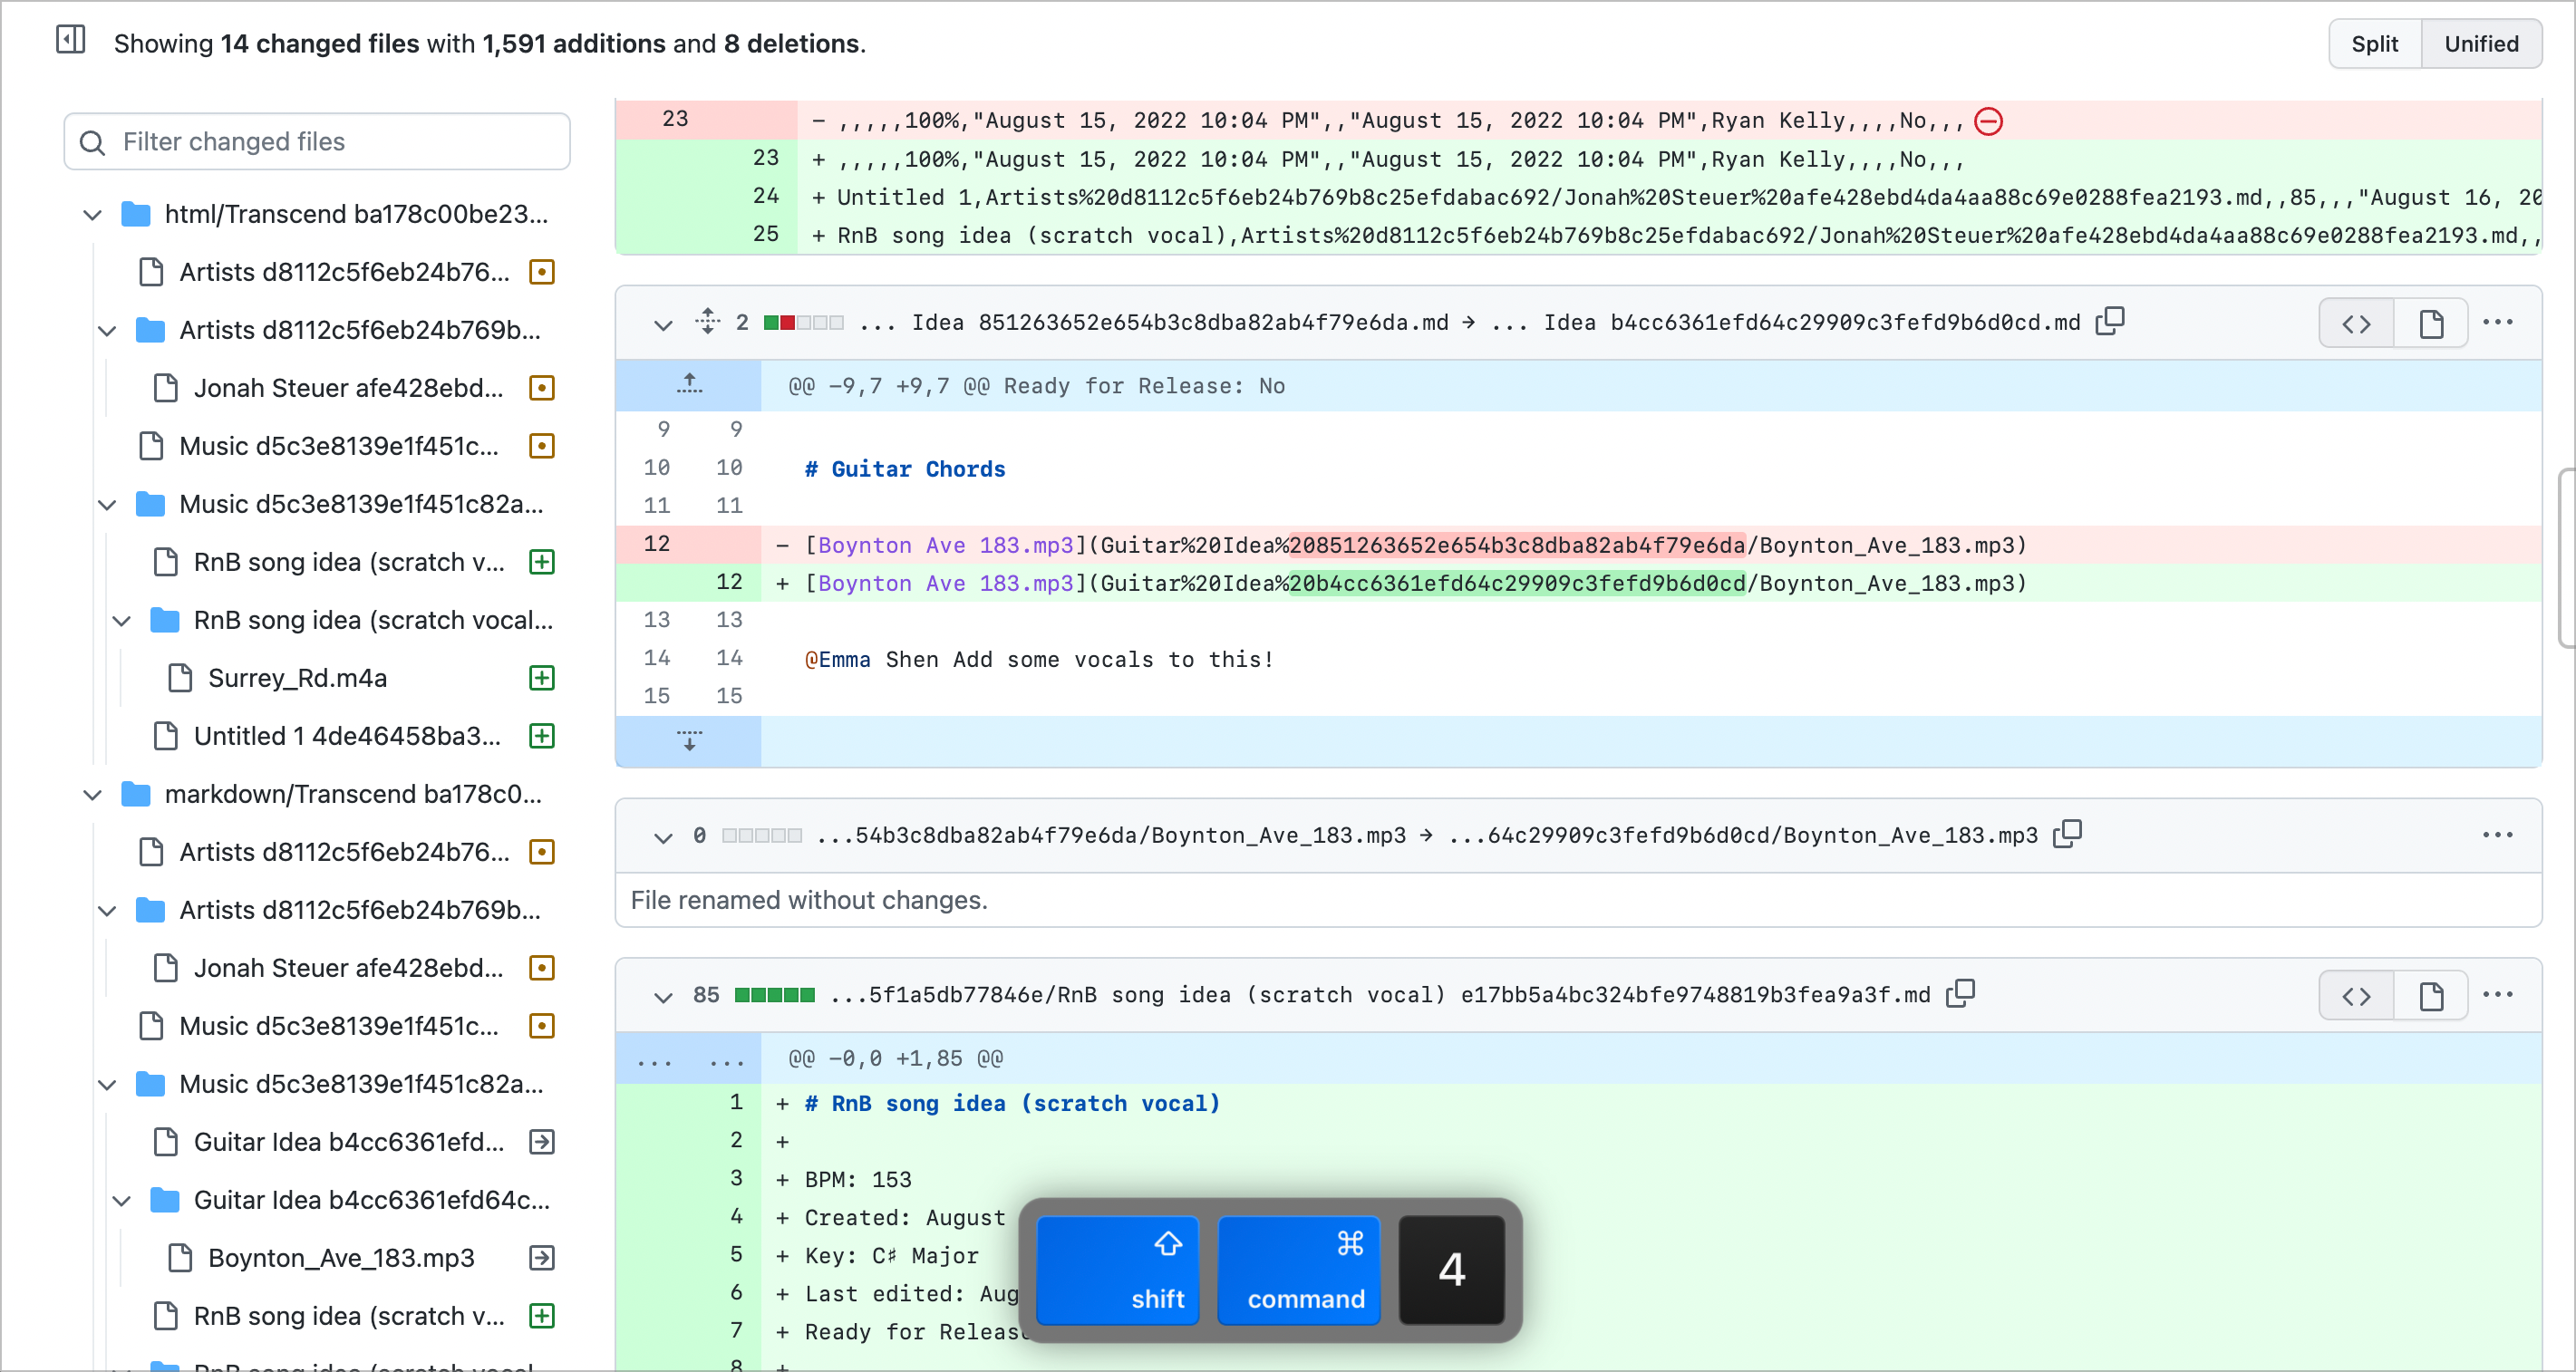 Showing 14 changed files with 1,591 additions and 8 deletions.
Split Unified
Filter changed files
html/Transcend ba178c00be23...
Artists d8112c5f6eb24b76...
Artists d8112c5f6eb24b769b...
Jonah Steuer afe428ebd...
Music d5c3e8139e1f451c...
Music d5c3e8139e1f451c82a...
RnB song idea (scratch v...
RnB song idea (scratch vocal...
Surrey_Rd.m4a
Untitled 1 4de46458ba3...
markdown/Transcend ba178c0...
Artists d8112c5f6eb24b76...
Artists d8112c5f6eb24b769b...
Jonah Steuer afe428ebd...
Music d5c3e8139e1f451c...
Music d5c3e8139e1f451c82a...
Guitar Idea b4cc6361efd...
Guitar Idea b4cc6361efd64c...
Boynton_Ave_183.mp3
RnB song idea (scratch v...
RnB song idea (scratch vocal...
23 - ,,,,,100%,"August 15, 2022 10:04 PM",,"August 15, 2022 10:04 PM",Ryan Kelly,,,,No,,,
23 + ,,,,,100%,"August 15, 2022 10:04 PM",,"August 15, 2022 10:04 PM",Ryan Kelly,,,,No,,,
24 + Untitled 1,Artists%20d8112c5f6eb24b769b8c25efdabac692/Jonah%20Steuer%20afe428ebd4da4aa88c69e0288fea2193.md,,85,,,"August 16, 20
25 + RnB song idea (scratch vocal),Artists%20d8112c5f6eb24b769b8c25efdabac692/Jonah%20Steuer%20afe428ebd4da4aa88c69e0288fea2193.md,,
2 ... Idea 851263652e654b3c8dba82ab4f79e6da.md → ... Idea b4cc6361efd64c29909c3fefd9b6d0cd.md
@@ -9,7 +9,7 @@ Ready for Release: No
9 9
10 10 # Guitar Chords
11 11
12 - [Boynton Ave 183.mp3](Guitar%20Idea%20851263652e654b3c8dba82ab4f79e6da/Boynton_Ave_183.mp3)
12 + [Boynton Ave 183.mp3](Guitar%20Idea%20b4cc6361efd64c29909c3fefd9b6d0cd/Boynton_Ave_183.mp3)
13 13
14 14 @Emma Shen Add some vocals to this!
15 15
0 ...54b3c8dba82ab4f79e6da/Boynton_Ave_183.mp3 → ...64c29909c3fefd9b6d0cd/Boynton_Ave_183.mp3
File renamed without changes.
85 ...5f1a5db77846e/RnB song idea (scratch vocal) e17bb5a4bc324bfe9748819b3fea9a3f.md
... ... @@ -0,0 +1,85 @@
1 + # RnB song idea (scratch vocal)
2 +
3 + BPM: 153
4 + Created: August
5 + Key: C♯ Major
6 + Last edited: Aug
7 + Ready for Release
8 +
⇧ shift ⌘ command 4